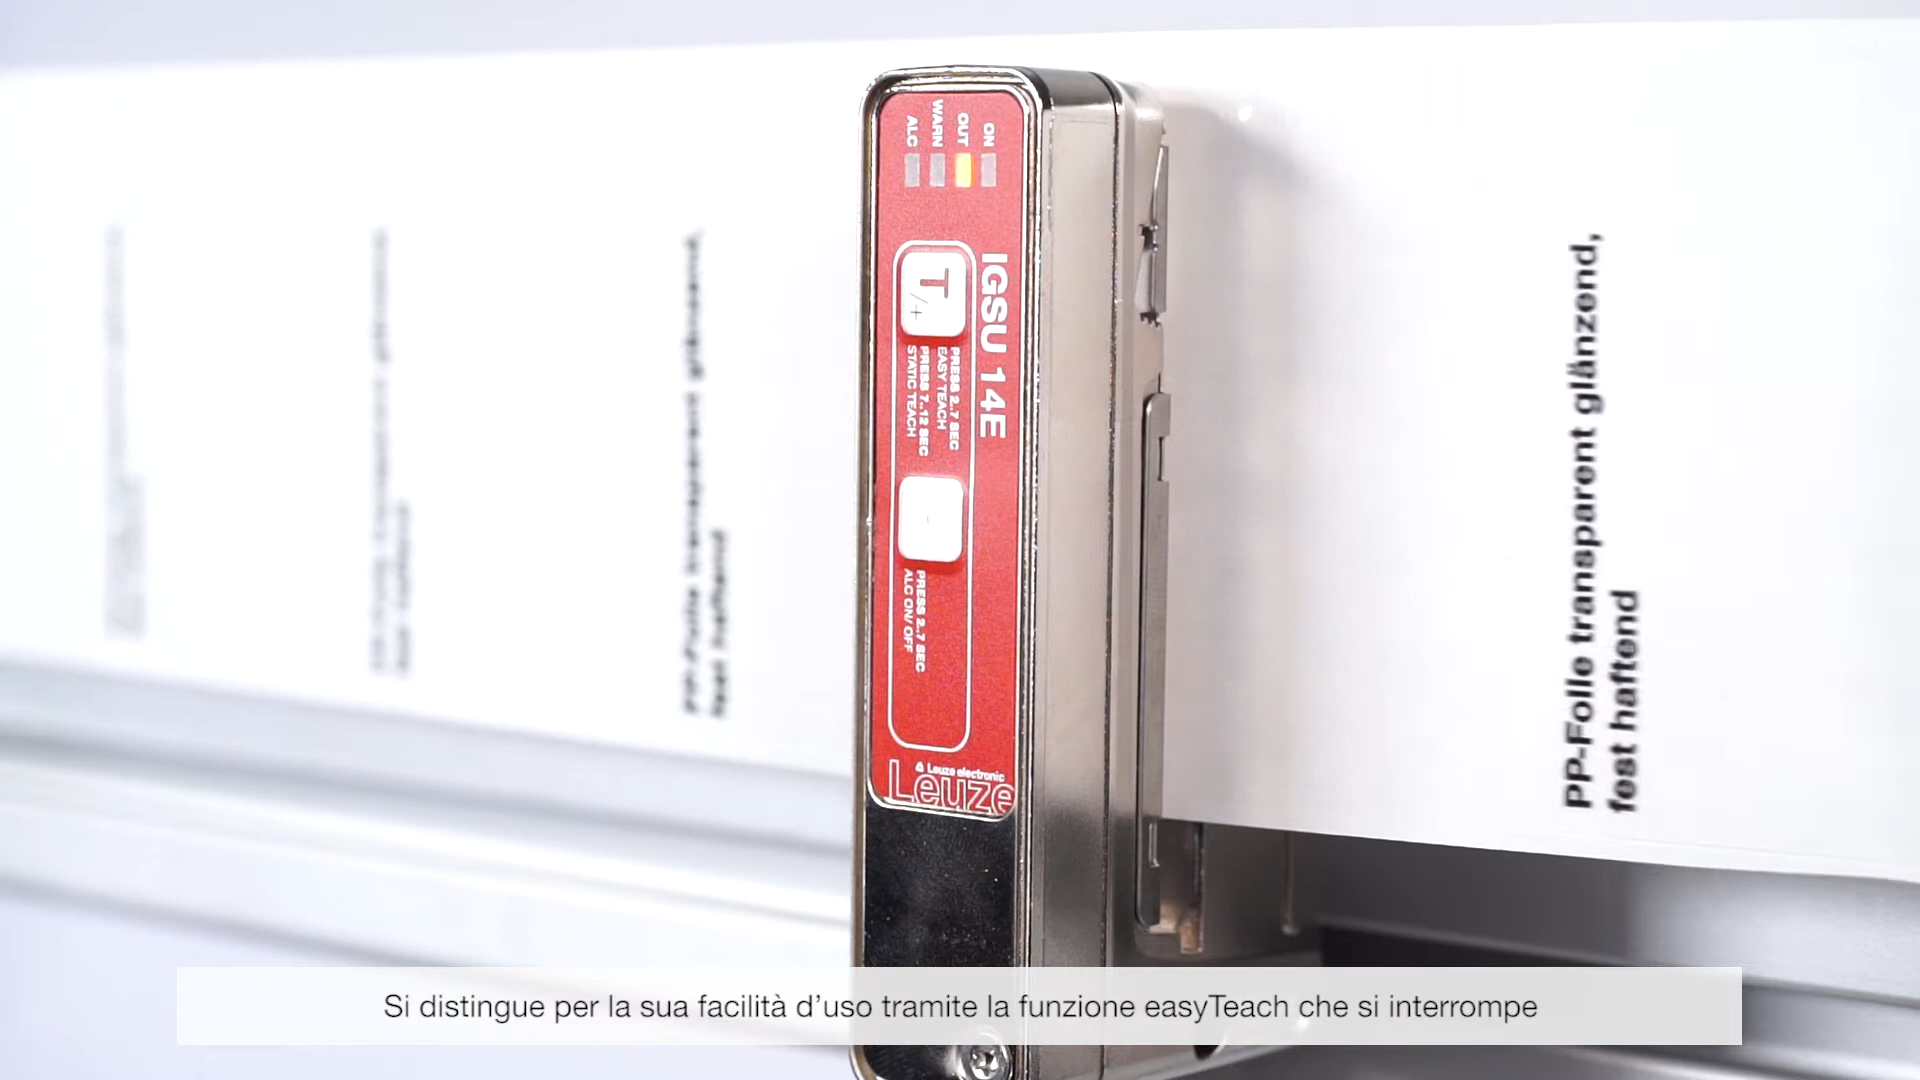 ON
OUT
WARN
ALC
IGSU 14E
T/+
PRESS 2..7 SEC
EASY TEACH
PRESS 7..12 SEC
STATIC TEACH
-
PRESS 2..7 SEC
ALC ON/ OFF
Leuze electronic
Leuze
PP-Folie transparent glänzend,
fest haftend
PP-Folie transparent glänzend,
fest haftend
Si distingue per la sua facilità d’uso tramite la funzione easyTeach che si interrompe